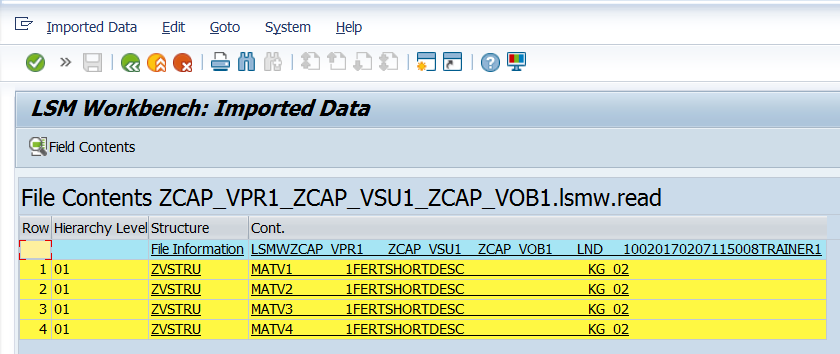 Imported Data Edit Goto System Help
LSM Workbench: Imported Data
Field Contents
File Contents ZCAP_VPR1_ZCAP_VSU1_ZCAP_VOB1.lsmw.read
Row Hierarchy Level Structure Cont.
File Information LSMWZCAP_VPR1 ZCAP_VSU1 ZCAP_VOB1 LND 10020170207115008TRAINER1
1 01 ZVSTRU MATV1 1FERTSHORTDESC KG 02
2 01 ZVSTRU MATV2 1FERTSHORTDESC KG 02
3 01 ZVSTRU MATV3 1FERTSHORTDESC KG 02
4 01 ZVSTRU MATV4 1FERTSHORTDESC KG 02